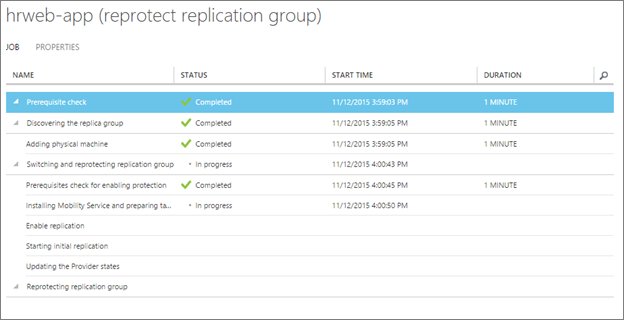 hrweb-app (reprotect replication group)
JOB PROPERTIES
NAME STATUS START TIME DURATION
Prerequisite check Completed 11/12/2015 3:59:03 PM 1 MINUTE
Discovering the replica group Completed 11/12/2015 3:59:05 PM 1 MINUTE
Adding physical machine Completed 11/12/2015 3:59:05 PM 1 MINUTE
Switching and reprotecting replication group In progress 11/12/2015 4:00:43 PM
Prerequisites check for enabling protection Completed 11/12/2015 4:00:45 PM 1 MINUTE
Installing Mobility Service and preparing ta... In progress 11/12/2015 4:00:50 PM
Enable replication
Starting initial replication
Updating the Provider states
Reprotecting replication group